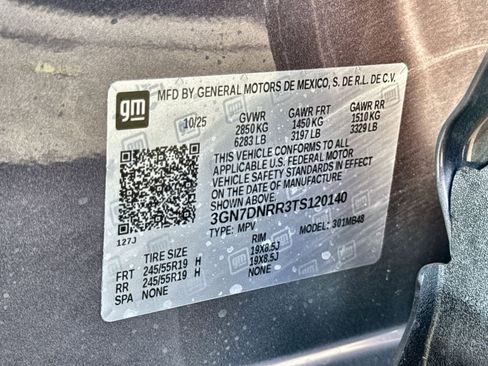 gm
MFD BY GENERAL MOTORS DE MEXICO, S. DE R.L. DE C.V.
10/25 GVWR GAWR FRT GAWR RR
2850 KG 1450 KG 1510 KG
6283 LB 3197 LB 3329 LB
THIS VEHICLE CONFORMS TO ALL
APPLICABLE U.S. FEDERAL MOTOR
VEHICLE SAFETY STANDARDS IN EFFECT
ON THE DATE OF MANUFACTURE
SHOWN ABOVE.
3GN7DNRR3TS120140
127J TYPE: MPV MODEL: 301MB48
TIRE SIZE RIM
FRT 245/55R19 H 19X8.5J
RR 245/55R19 H 19X8.5J
SPA NONE NONE